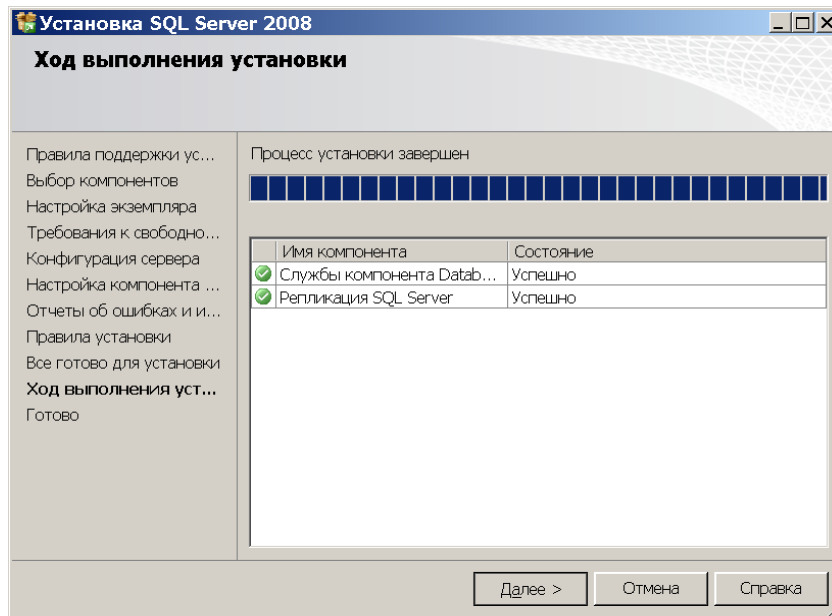 Установка SQL Server 2008
Ход выполнения установки
Правила поддержки ус...
Выбор компонентов
Настройка экземпляра
Требования к свободно...
Конфигурация сервера
Настройка компонента ...
Отчеты об ошибках и и...
Правила установки
Все готово для установки
Ход выполнения уст...
Готово
Процесс установки завершен
Имя компонента Состояние
Службы компонента Datab... Успешно
Репликация SQL Server Успешно
Далее > Отмена Справка